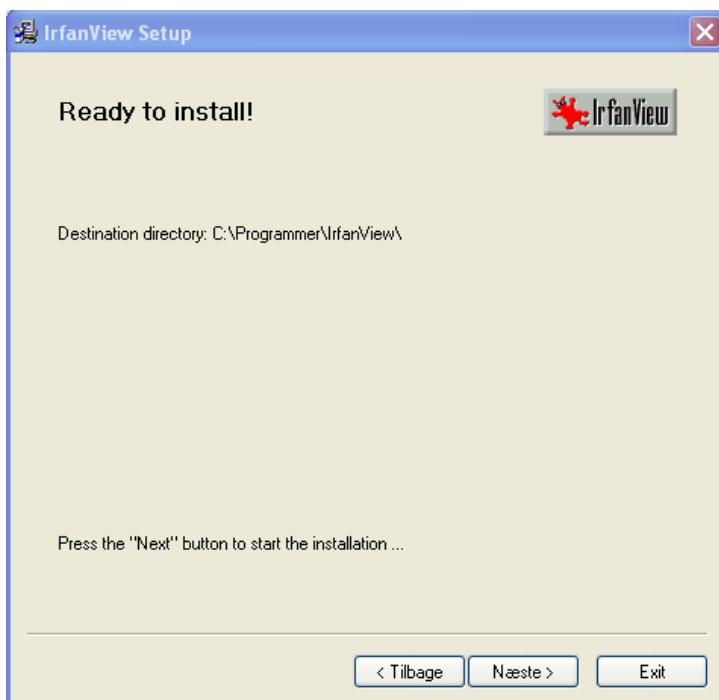 IrfanView Setup
Ready to install!
IrfanView
Destination directory: C:\Programmer\IrfanView\
Press the "Next" button to start the installation ...
< Tilbage
Næste >
Exit